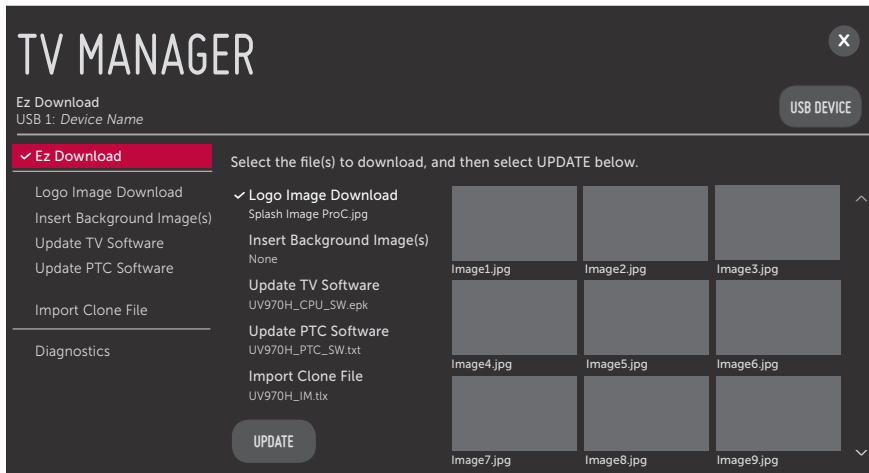 TV MANAGER
X
Ez Download
USB 1: Device Name
USB DEVICE
Ez Download
Logo Image Download
Insert Background Image(s)
Update TV Software
Update PTC Software
Import Clone File
Diagnostics
Select the file(s) to download, and then select UPDATE below.
Logo Image Download
Splash Image ProC.jpg
Insert Background Image(s)
None
Update TV Software
UV970H_CPU_SW.epk
Update PTC Software
UV970H_PTC_SW.txt
Import Clone File
UV970H_IM.tlx
UPDATE
Image1.jpg
Image2.jpg
Image3.jpg
Image4.jpg
Image5.jpg
Image6.jpg
Image7.jpg
Image8.jpg
Image9.jpg